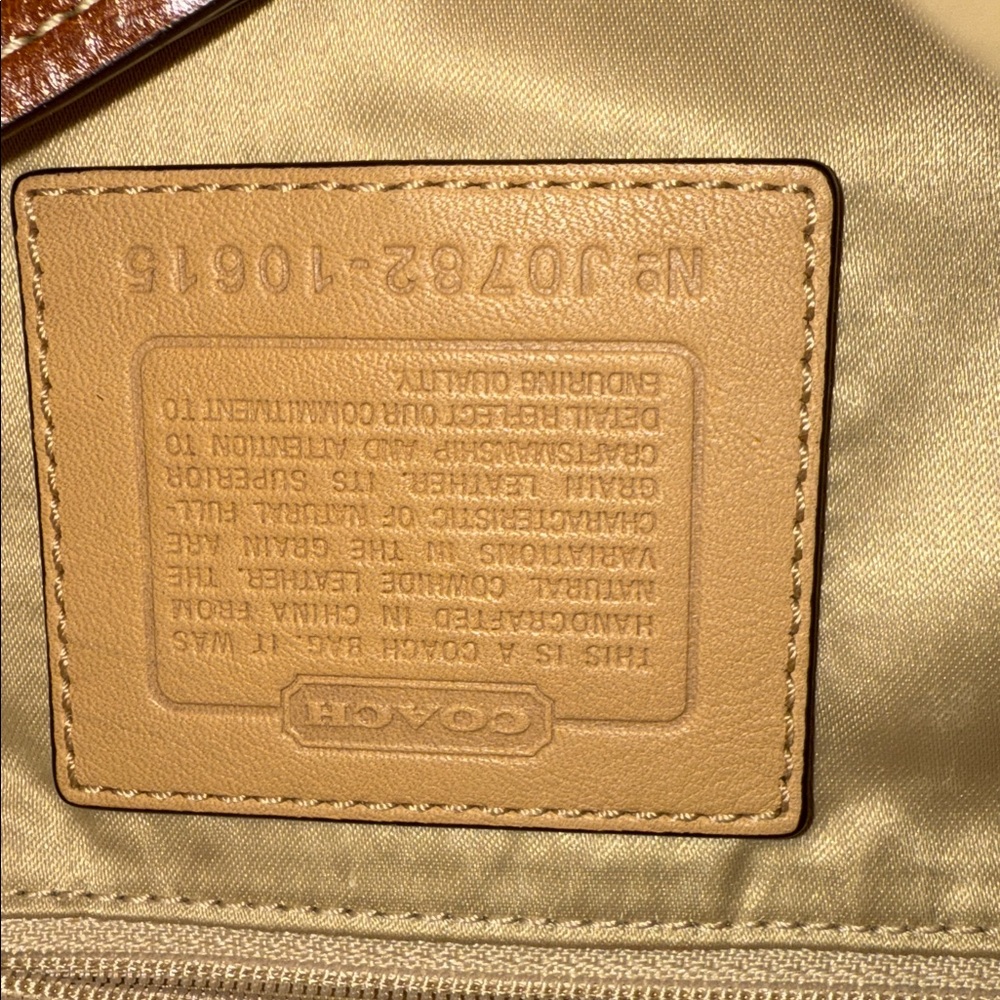 COACH
THIS IS A COACH BAG. IT WAS
HANDCRAFTED IN CHINA FROM
NATURAL COWHIDE LEATHER. THE
VARIATIONS IN THE GRAIN ARE
CHARACTERISTIC OF NATURAL FULL-
GRAIN LEATHER. ITS SUPERIOR
CRAFTSMANSHIP AND ATTENTION TO
DETAIL REFLECT OUR COMMITMENT TO
ENDURING QUALITY.
Nº J0782-10615